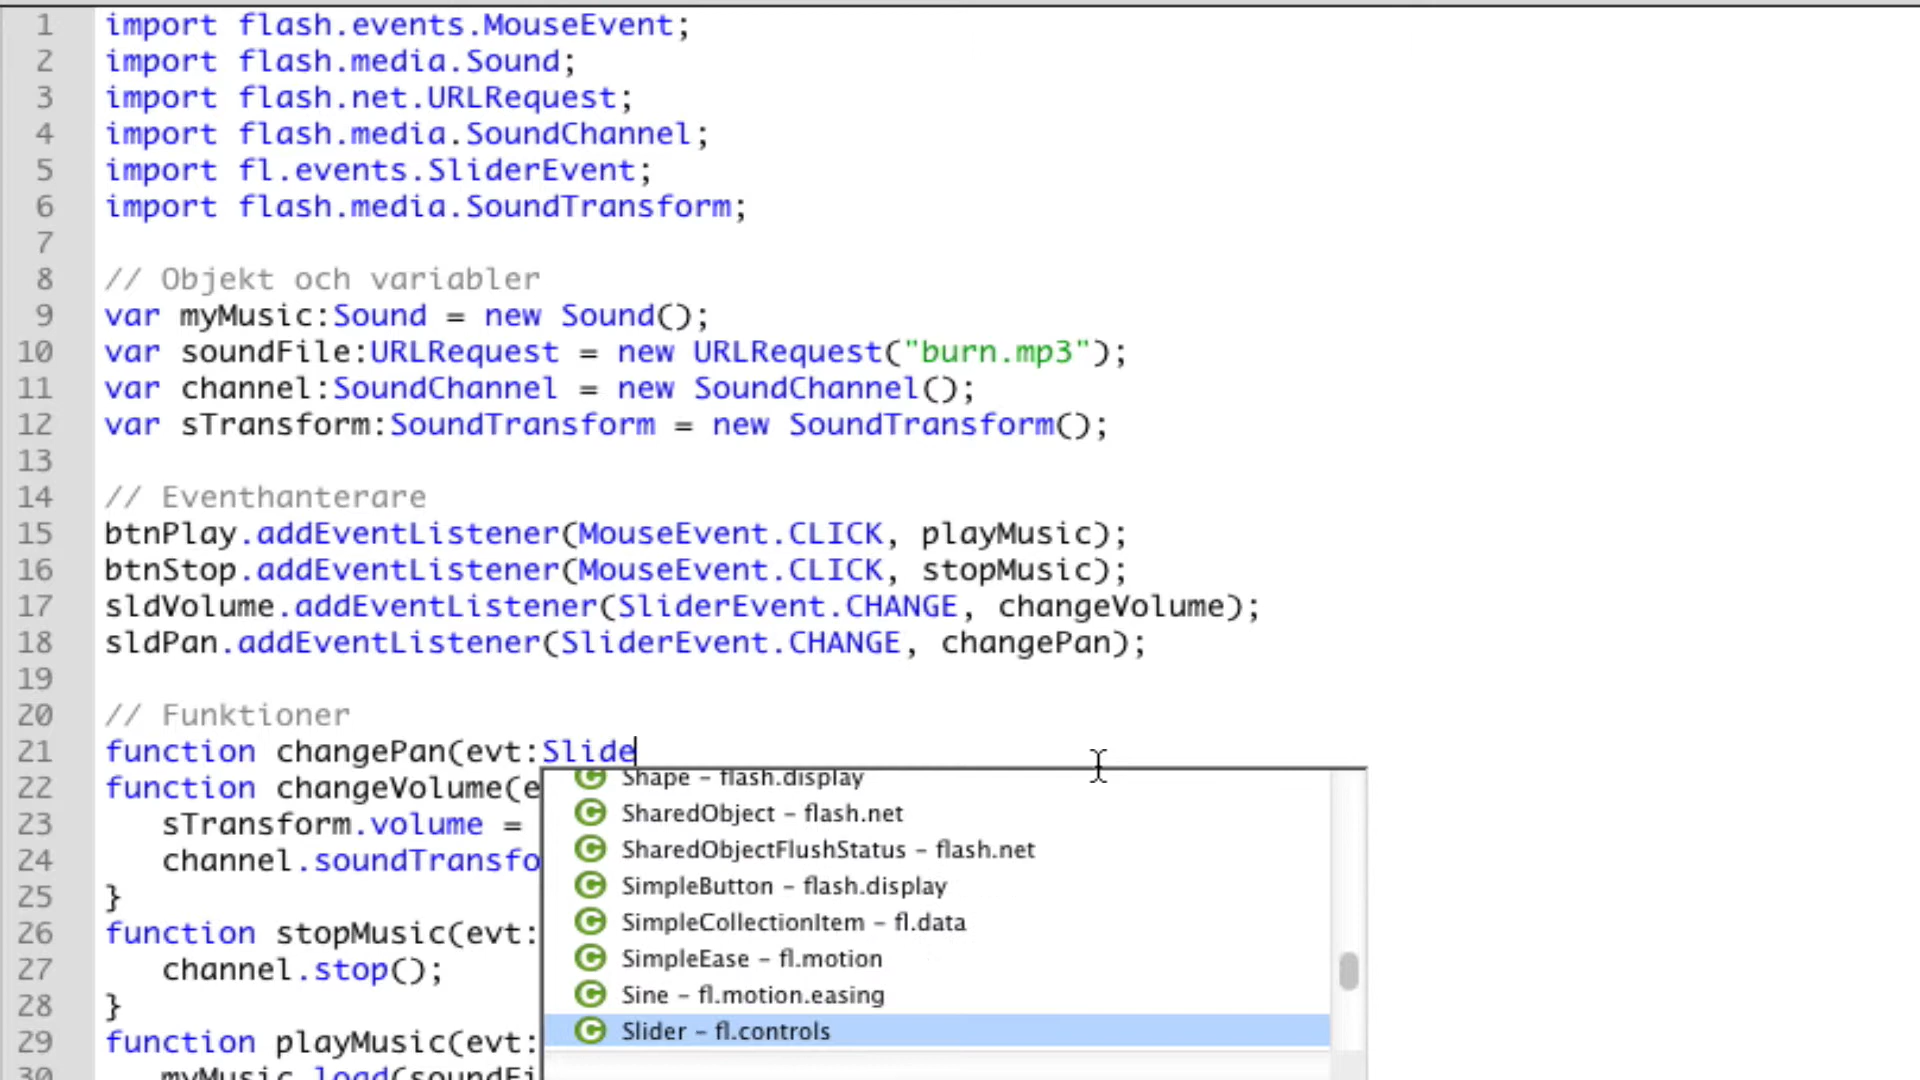 1 import flash.events.MouseEvent;
2 import flash.media.Sound;
3 import flash.net.URLRequest;
4 import flash.media.SoundChannel;
5 import fl.events.SliderEvent;
6 import flash.media.SoundTransform;
7
8 // Objekt och variabler
9 var myMusic:Sound = new Sound();
10 var soundFile:URLRequest = new URLRequest("burn.mp3");
11 var channel:SoundChannel = new SoundChannel();
12 var sTransform:SoundTransform = new SoundTransform();
13
14 // Eventhanterare
15 btnPlay.addEventListener(MouseEvent.CLICK, playMusic);
16 btnStop.addEventListener(MouseEvent.CLICK, stopMusic);
17 sldVolume.addEventListener(SliderEvent.CHANGE, changeVolume);
18 sldPan.addEventListener(SliderEvent.CHANGE, changePan);
19
20 // Funktioner
21 function changePan(evt:Slide
22 function changeVolume(e
23 sTransform.volume =
24 channel.soundTransfo
25 }
26 function stopMusic(evt:
27 channel.stop();
28 }
29 function playMusic(evt:
30 myMusic.load(soundFi
Shape – flash.display
SharedObject – flash.net
SharedObjectFlushStatus – flash.net
SimpleButton – flash.display
SimpleCollectionItem – fl.data
SimpleEase – fl.motion
Sine – fl.motion.easing
Slider – fl.controls